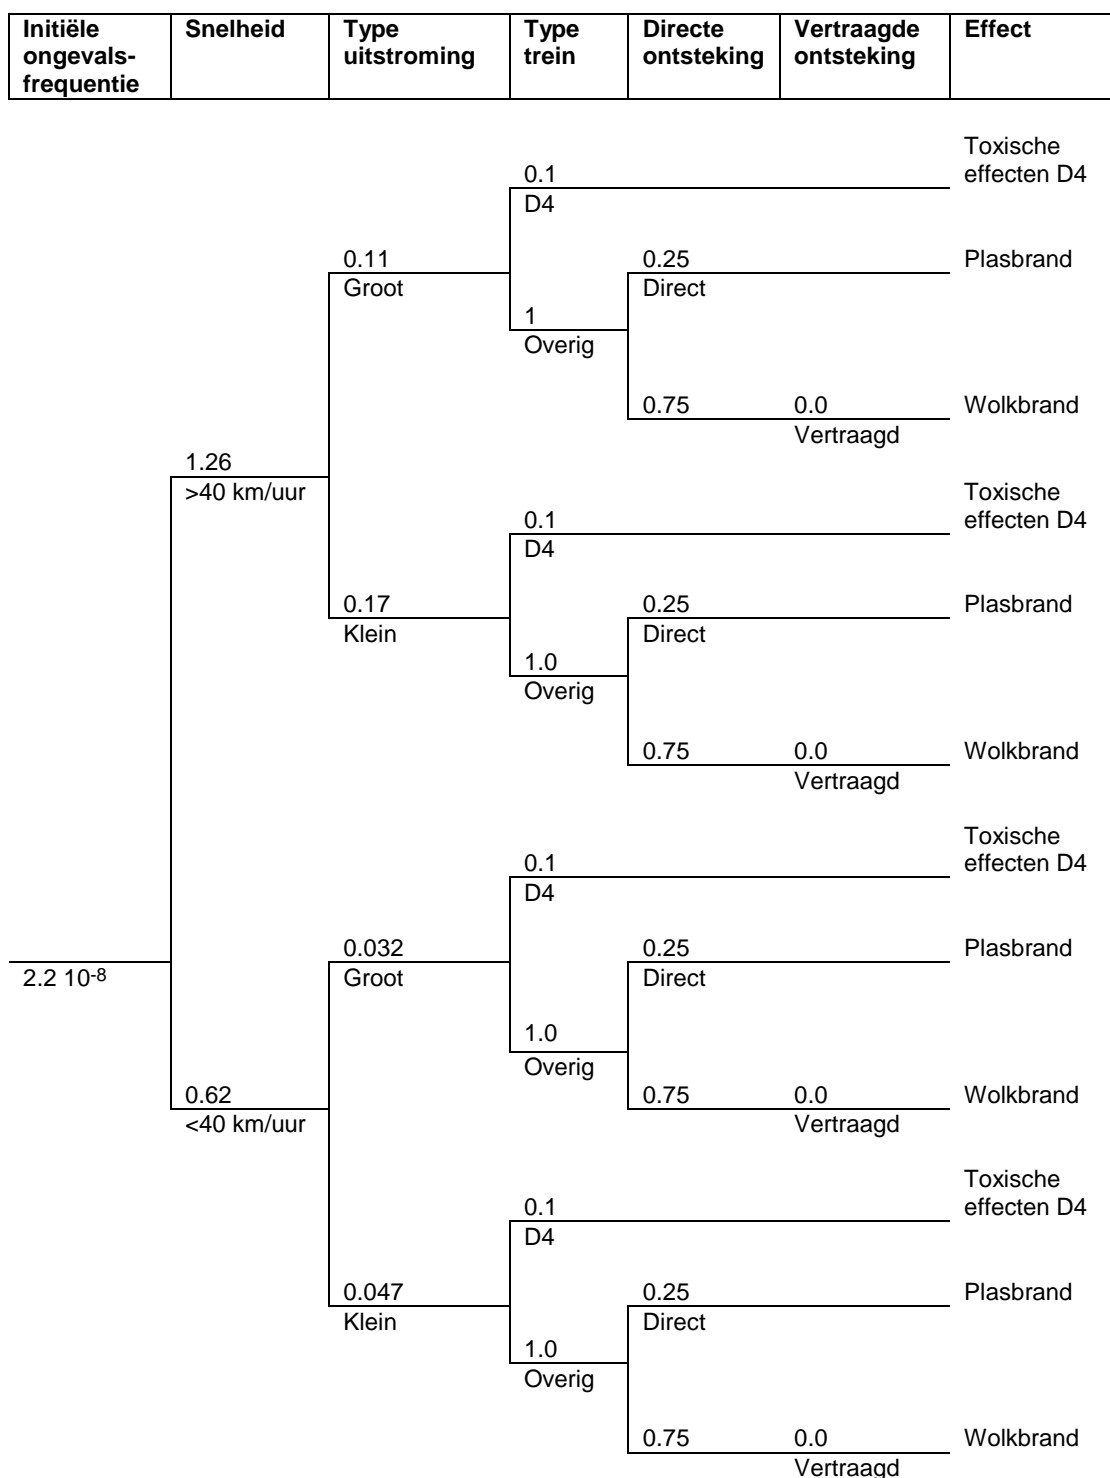 Initiële Snelheid Type Type Directe Vertraagde Effect
ongevals- uitstroming trein ontsteking ontsteking
frequentie
Toxische
0.1 effecten D4
D4
0.11 0.25 Plasbrand
Groot Direct
1
Overig
0.75 0.0 Wolkbrand
Vertraagd
1.26
>40 km/uur Toxische
0.1 effecten D4
D4
0.17 0.25 Plasbrand
Klein Direct
1.0
Overig
0.75 0.0 Wolkbrand
Vertraagd
Toxische
0.1 effecten D4
D4
0.032 0.25 Plasbrand
2.2 10-8 Groot Direct
1.0
Overig
0.62 0.75 0.0 Wolkbrand
<40 km/uur Vertraagd
Toxische
0.1 effecten D4
D4
0.047 0.25 Plasbrand
Klein Direct
1.0
Overig
0.75 0.0 Wolkbrand
Vertraagd